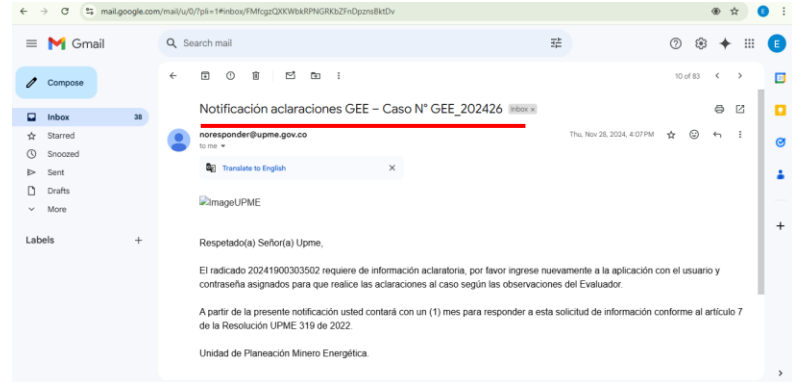 mail.google.com/mail/u/0/?pli=1#inbox/FMfcgzQXKWbkRPNGRKbZFnDpznsBktDv
E
Gmail
Search mail
E
Compose
10 of 83
Inbox 38
Starred
Snoozed
Sent
Drafts
More
Labels
Notificación aclaraciones GEE – Caso N° GEE_202426 Inbox x
noresponder@upme.gov.co Thu, Nov 28, 2024, 4:07 PM
to me
Translate to English
ImageUPME
Respetado(a) Señor(a) Upme,
El radicado 20241900303502 requiere de información aclaratoria, por favor ingrese nuevamente a la aplicación con el usuario y
contraseña asignados para que realice las aclaraciones al caso según las observaciones del Evaluador.
A partir de la presente notificación usted contará con un (1) mes para responder a esta solicitud de información conforme al artículo 7
de la Resolución UPME 319 de 2022.
Unidad de Planeación Minero Energética.